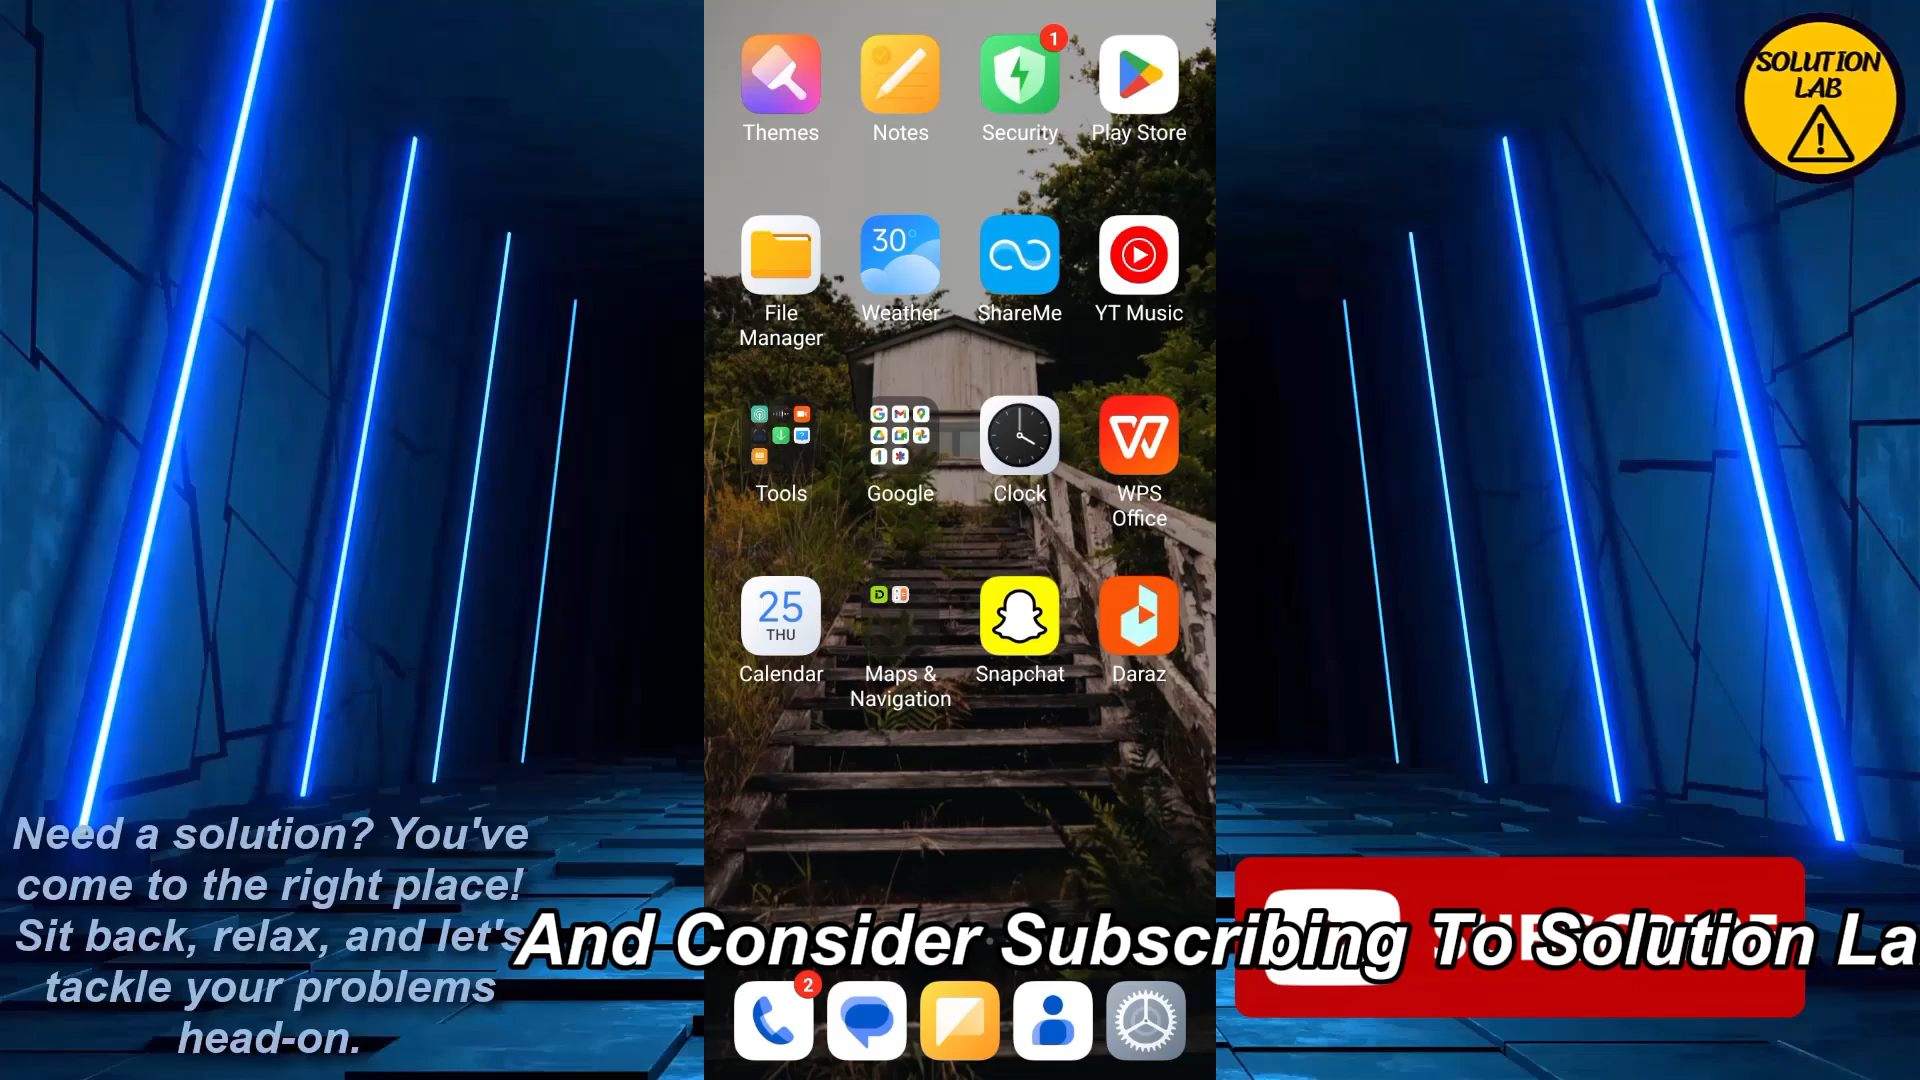 SOLUTION
LAB
1
Themes
Notes
Security
Play Store
30°
File
Manager
Weather
ShareMe
YT Music
Tools
Google
Clock
WPS
Office
25
THU
Calendar
Maps &
Navigation
Snapchat
Daraz
Need a solution? You've
come to the right place!
Sit back, relax, and let's
tackle your problems
head-on.
And Consider Subscribing To Solution La
2